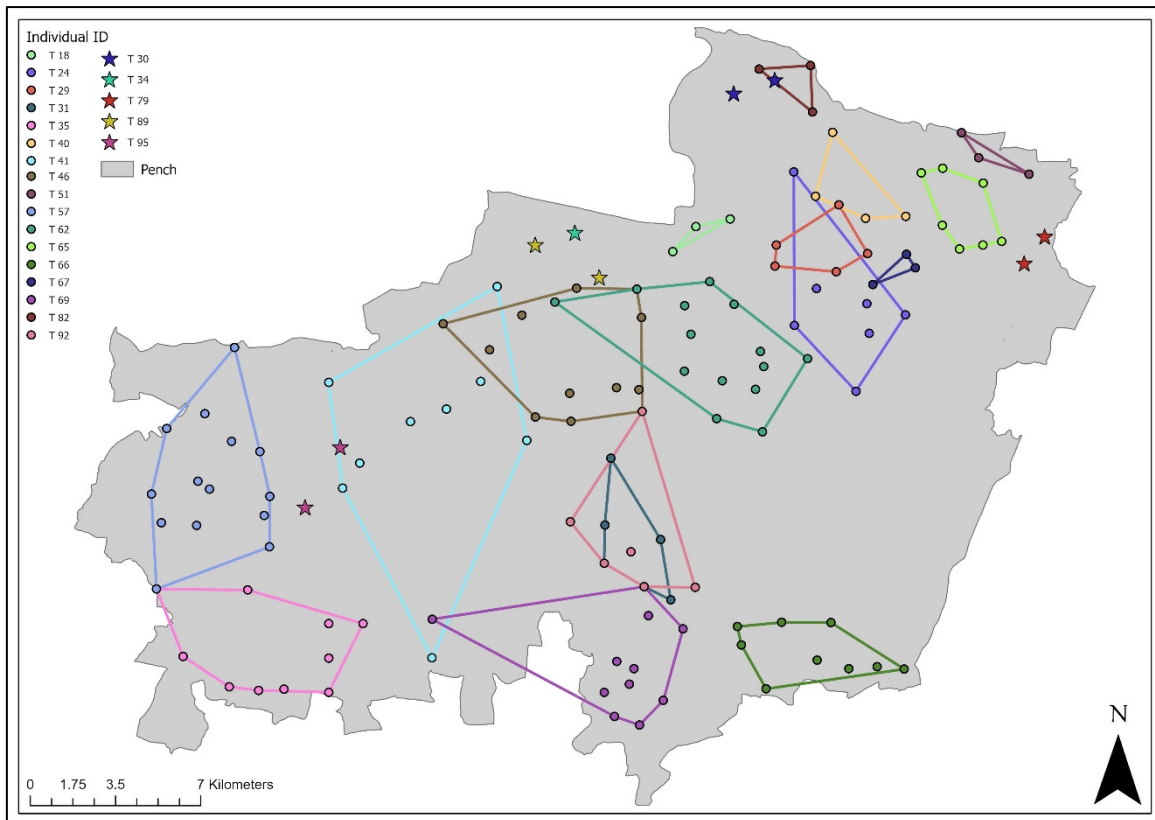 Individual ID
T 18
T 24
T 29
T 31
T 35
T 40
T 41
T 46
T 51
T 57
T 62
T 65
T 66
T 67
T 69
T 82
T 92
T 30
T 34
T 79
T 89
T 95
Pench
N
0 1.75 3.5 7 Kilometers